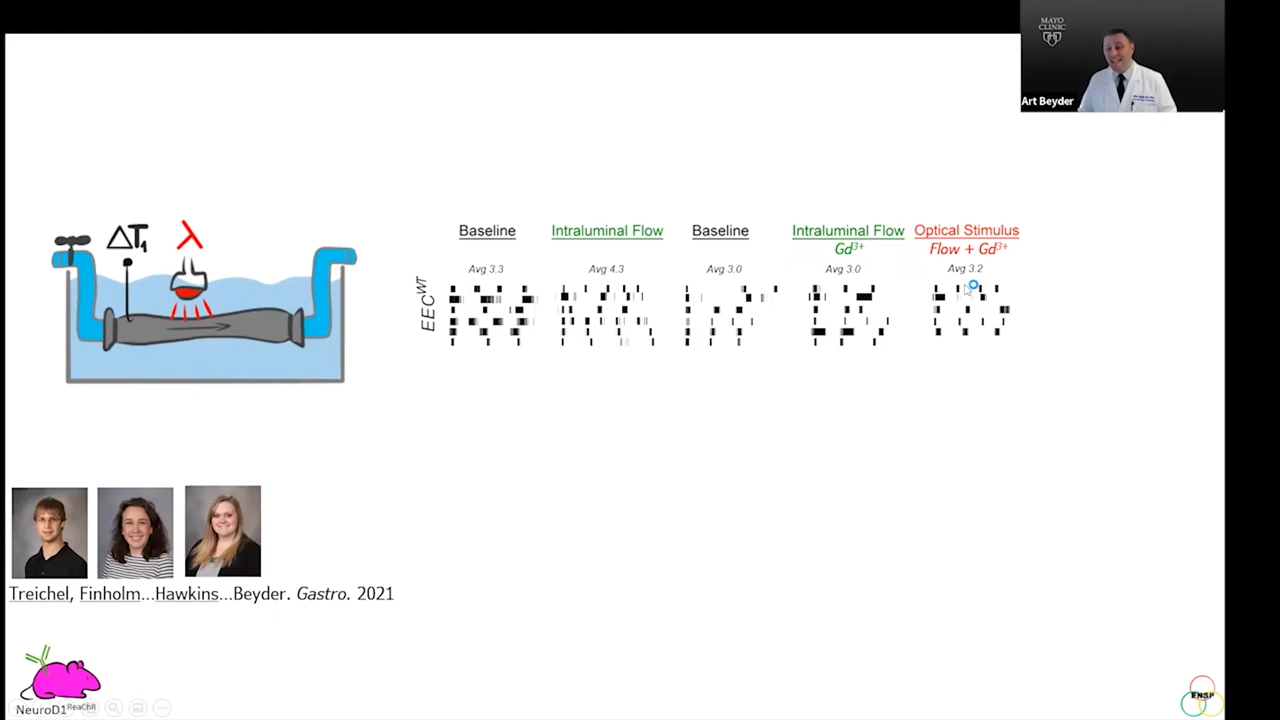 MAYO
CLINIC
Art Beyder
ΔT₁
λ
Baseline
Intraluminal Flow
Baseline
Intraluminal Flow
Gd³⁺
Optical Stimulus
Flow + Gd³⁺
Avg 3.3
Avg 4.3
Avg 3.0
Avg 3.0
Avg 3.2
EECᵂᵀ
Treichel, Finholm...Hawkins...Beyder. Gastro. 2021
NeuroD1ᴿᵉᵃᶜʰᴿ
ENSP